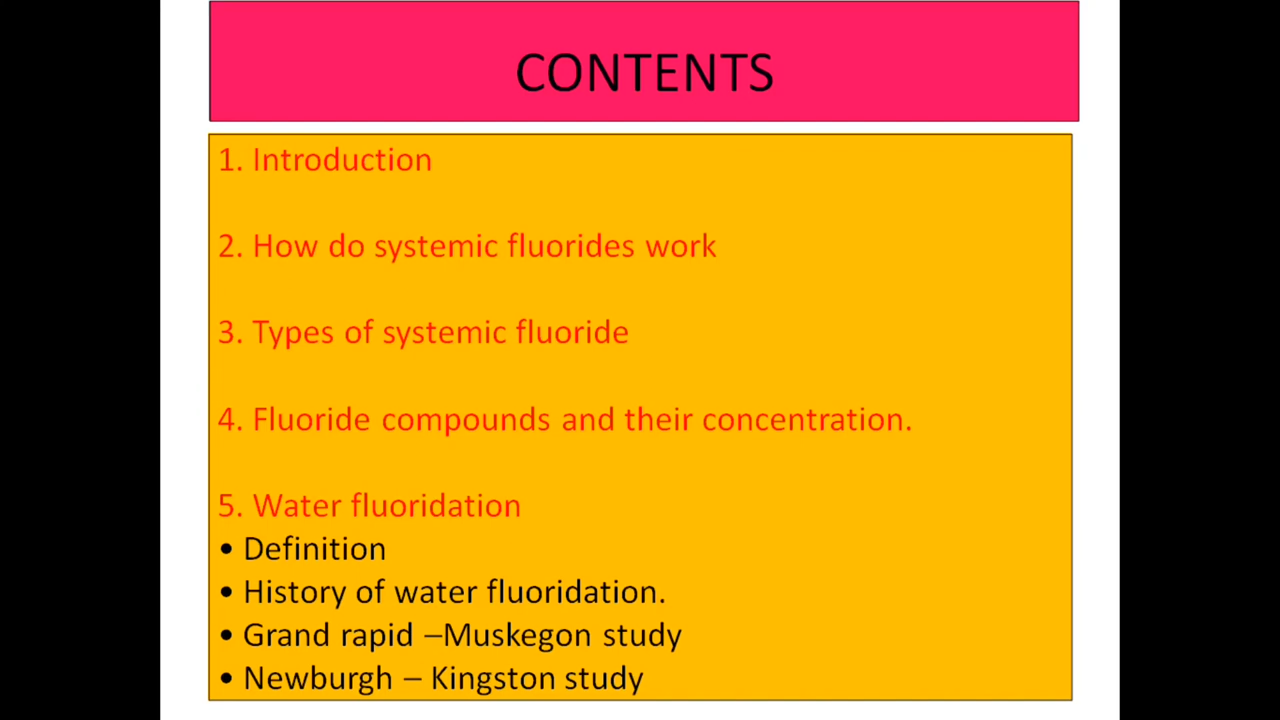 CONTENTS
1. Introduction
2. How do systemic fluorides work
3. Types of systemic fluoride
4. Fluoride compounds and their concentration.
5. Water fluoridation
• Definition
• History of water fluoridation.
• Grand rapid –Muskegon study
• Newburgh – Kingston study